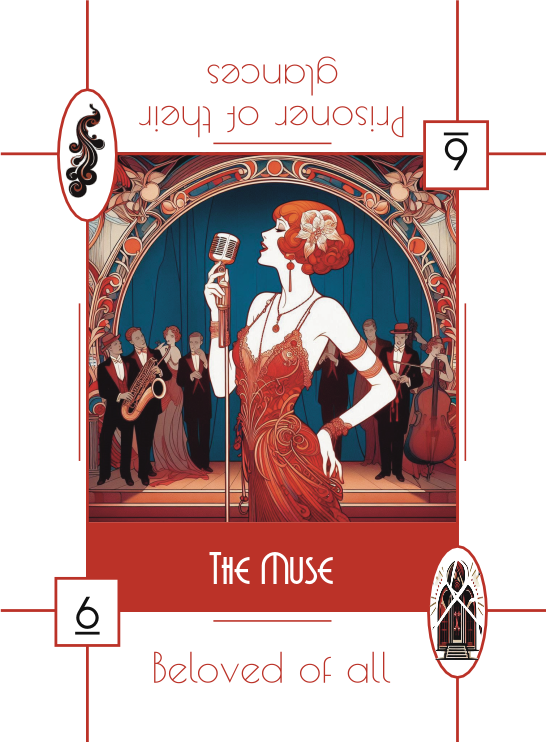 Prisoner of their
glances
6
The Muse
6
Beloved of all